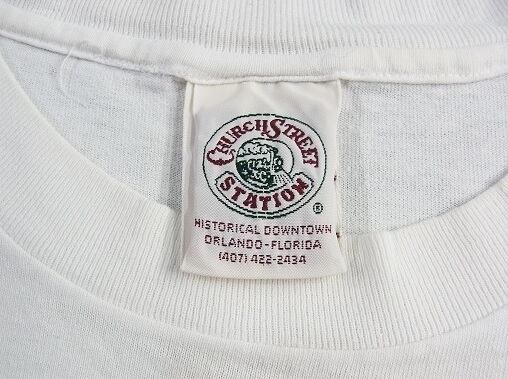 CHURCH STREET
STATION
®
HISTORICAL DOWNTOWN
ORLANDO-FLORIDA
(407) 422-2434